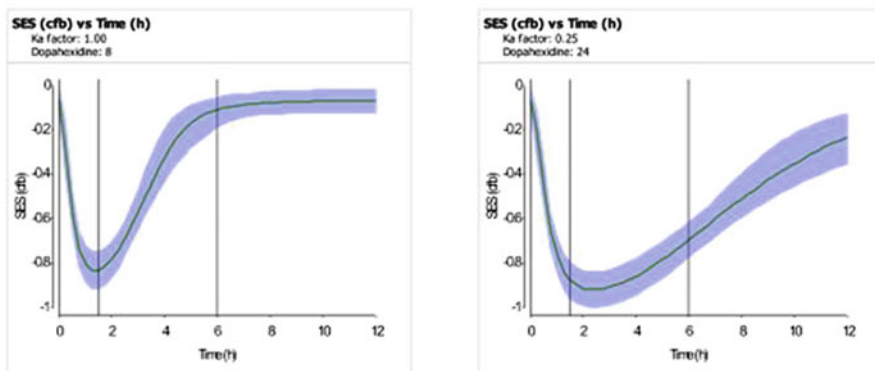 SES (cfb) vs Time (h)
Ka factor: 1.00
Dopahexidine: 8
0
-0.2
-0.4
-0.6
-0.8
-1
SES (cfb)
0 2 4 6 8 10 12
Time (h)
SES (cfb) vs Time (h)
Ka factor: 0.25
Dopahexidine: 24
0
-0.2
-0.4
-0.6
-0.8
-1
SES (cfb)
0 2 4 6 8 10 12
Time (h)